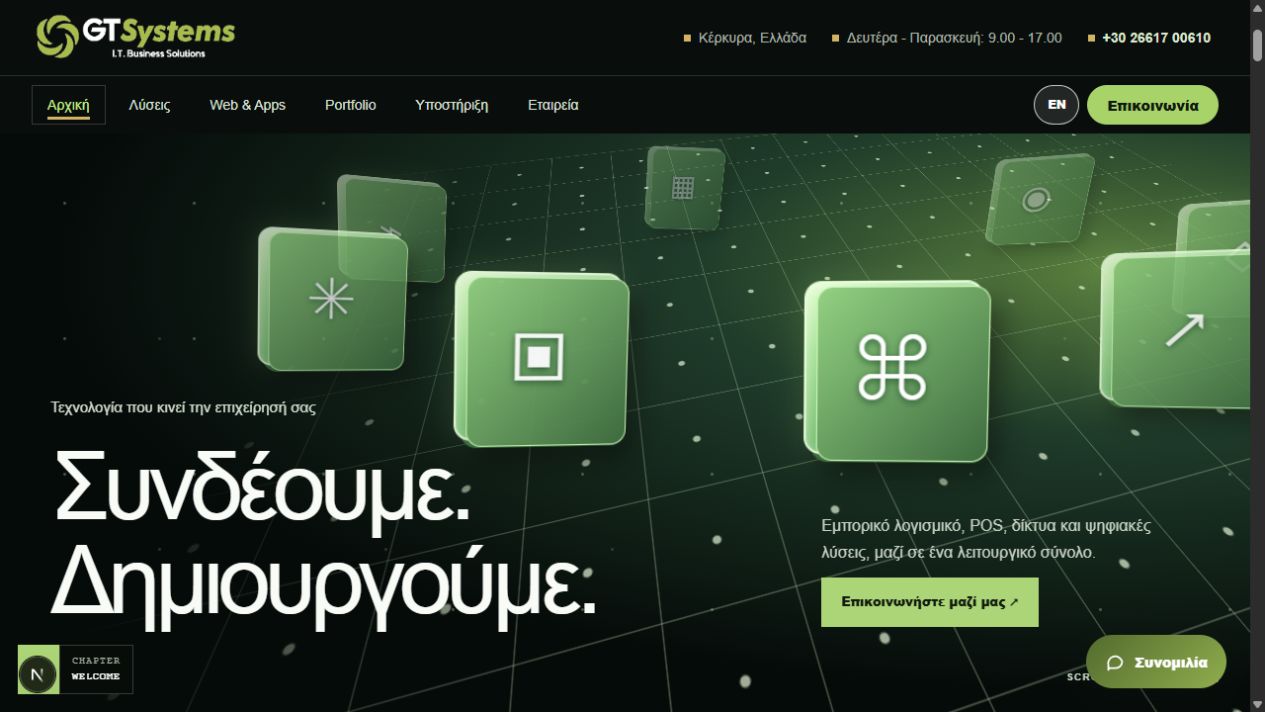 GTSystems
I.T. Business Solutions
Κέρκυρα, Ελλάδα
Δευτέρα - Παρασκευή: 9.00 - 17.00
+30 26617 00610
Αρχική
Λύσεις
Web & Apps
Portfolio
Υποστήριξη
Εταιρεία
EN
Επικοινωνία
Τεχνολογία που κινεί την επιχείρησή σας
Συνδέουμε.
Δημιουργούμε.
Εμπορικό λογισμικό, POS, δίκτυα και ψηφιακές
λύσεις, μαζί σε ένα λειτουργικό σύνολο.
Επικοινωνήστε μαζί μας ↗
N
CHAPTER
WELCOME
Συνομιλία